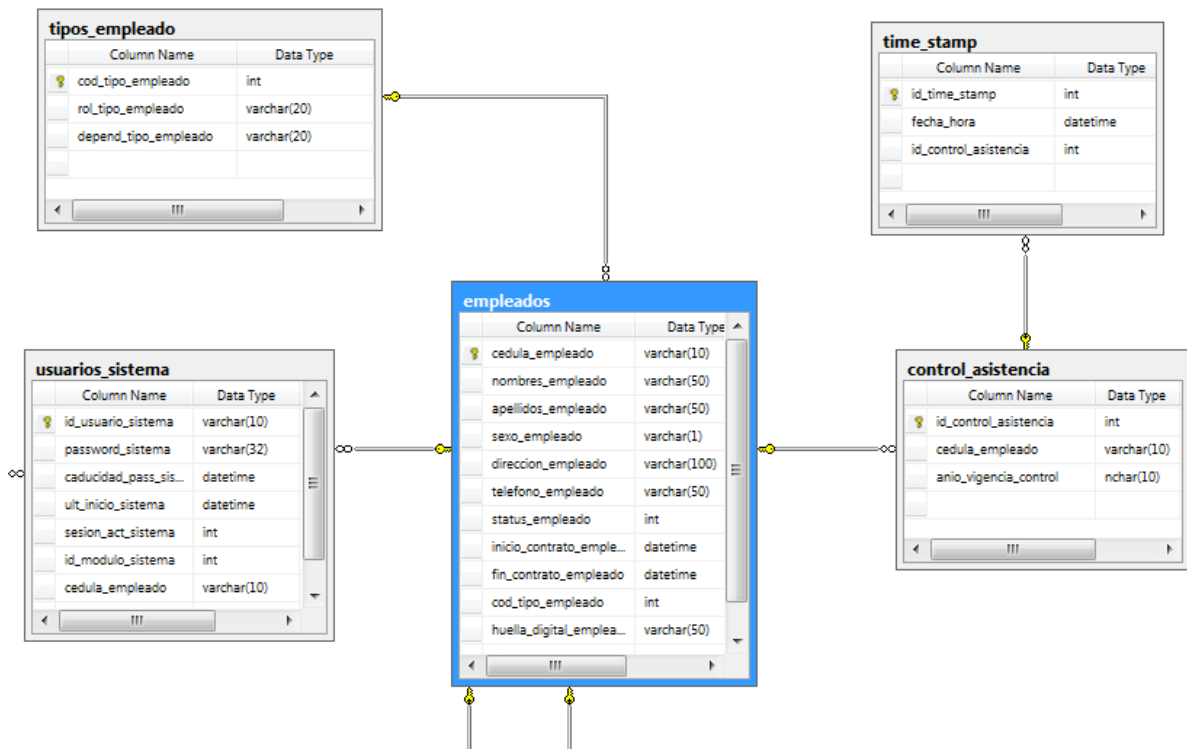 tipos_empleado
Column Name Data Type
cod_tipo_empleado int
rol_tipo_empleado varchar(20)
depend_tipo_empleado varchar(20)
time_stamp
Column Name Data Type
id_time_stamp int
fecha_hora datetime
id_control_asistencia int
empleados
Column Name Data Type
cedula_empleado varchar(10)
nombres_empleado varchar(50)
apellidos_empleado varchar(50)
sexo_empleado varchar(1)
direccion_empleado varchar(100)
telefono_empleado varchar(50)
status_empleado int
inicio_contrato_emple... datetime
fin_contrato_empleado datetime
cod_tipo_empleado int
huella_digital_emplea... varchar(50)
usuarios_sistema
Column Name Data Type
id_usuario_sistema varchar(10)
password_sistema varchar(32)
caducidad_pass_sis... datetime
ult_inicio_sistema datetime
sesion_act_sistema int
id_modulo_sistema int
cedula_empleado varchar(10)
control_asistencia
Column Name Data Type
id_control_asistencia int
cedula_empleado varchar(10)
anio_vigencia_control nchar(10)